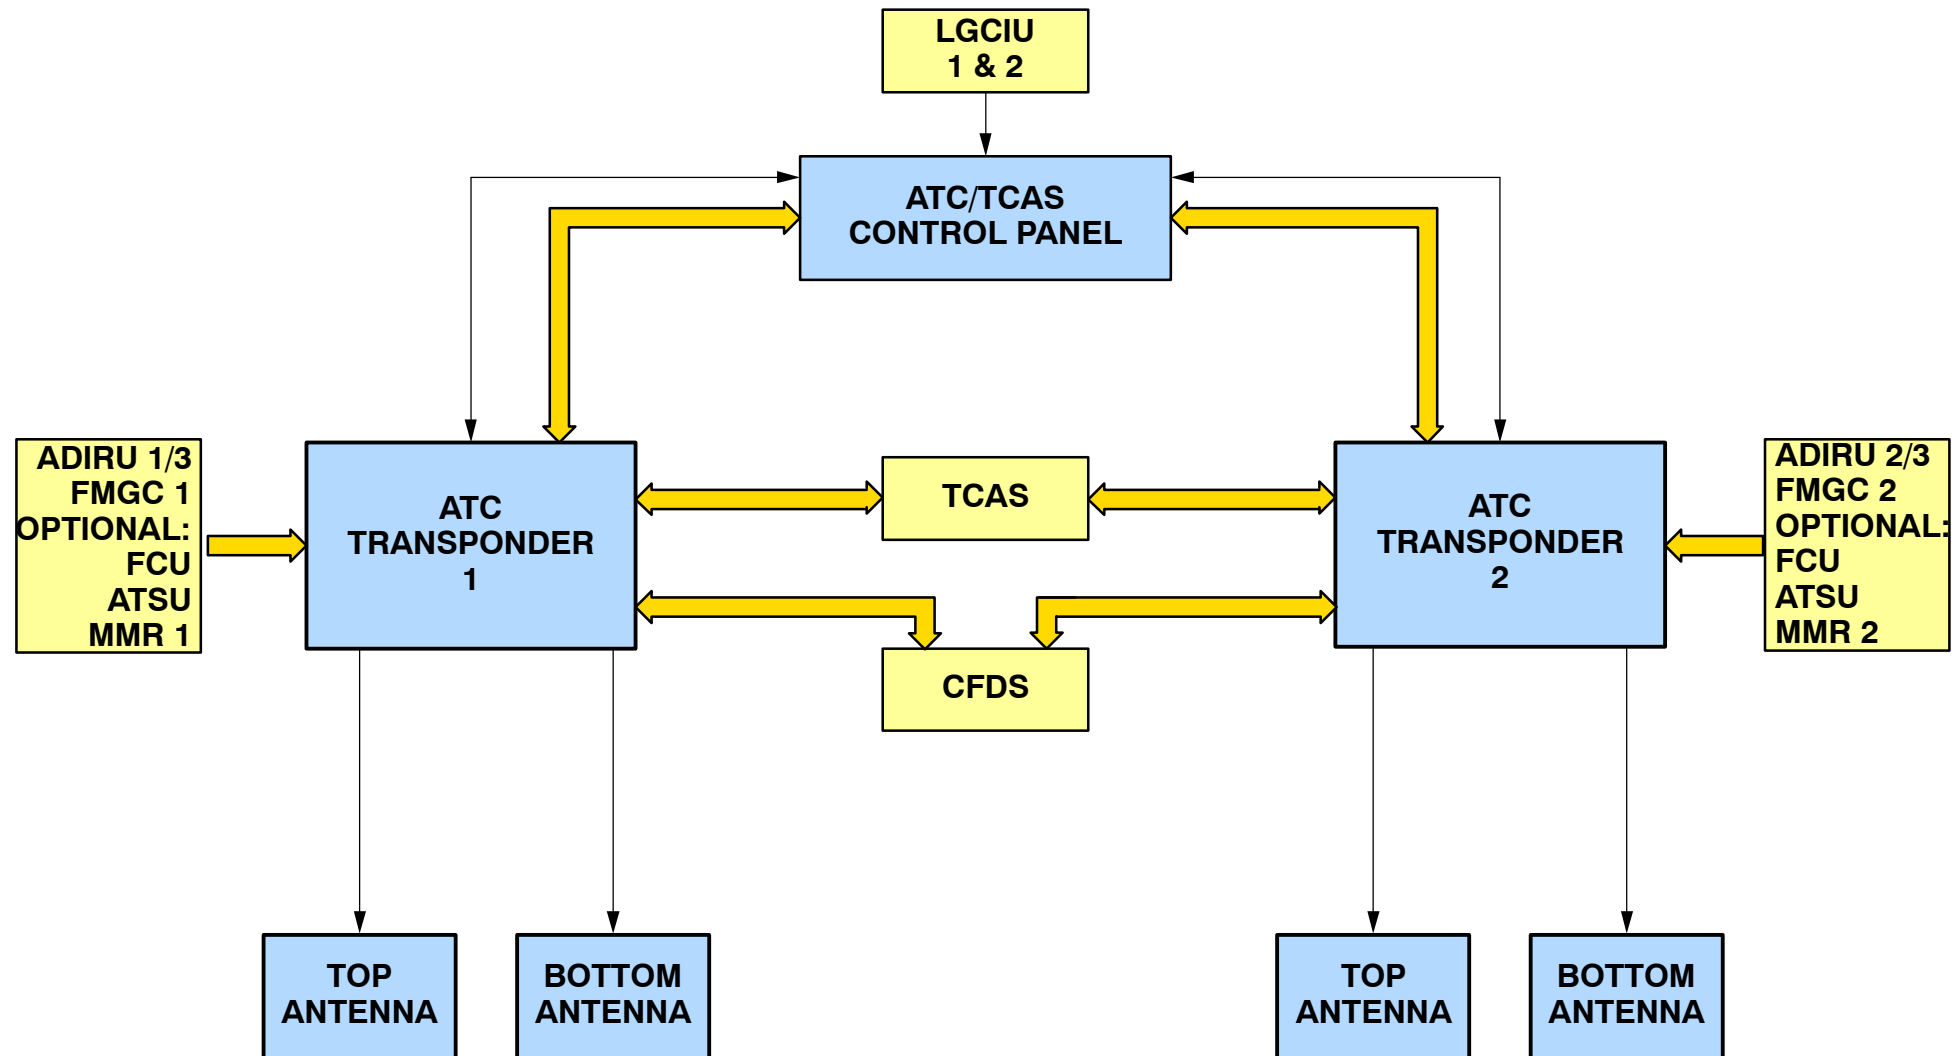 LGCIU
1 & 2
ATC/TCAS
CONTROL PANEL
ADIRU 1/3
FMGC 1
OPTIONAL:
FCU
ATSU
MMR 1
ATC
TRANSPONDER
1
TCAS
CFDS
ATC
TRANSPONDER
2
ADIRU 2/3
FMGC 2
OPTIONAL:
FCU
ATSU
MMR 2
TOP
ANTENNA
BOTTOM
ANTENNA
TOP
ANTENNA
BOTTOM
ANTENNA